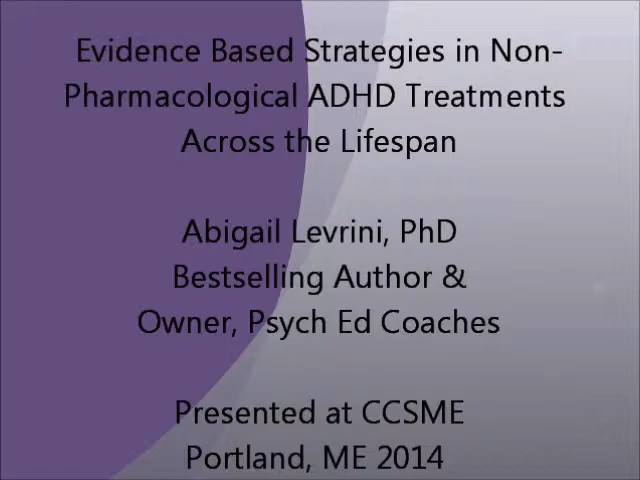 Evidence Based Strategies in Non-
Pharmacological ADHD Treatments
Across the Lifespan
Abigail Levrini, PhD
Bestselling Author &
Owner, Psych Ed Coaches
Presented at CCSME
Portland, ME 2014